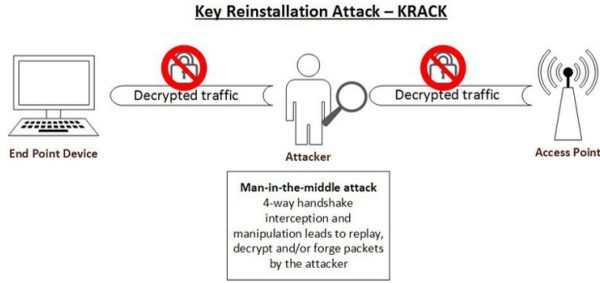 Key Reinstallation Attack – KRACK
Decrypted traffic
Decrypted traffic
End Point Device
Attacker
Access Point
Man-in-the-middle attack
4-way handshake
interception and
manipulation leads to replay,
decrypt and/or forge packets
by the attacker